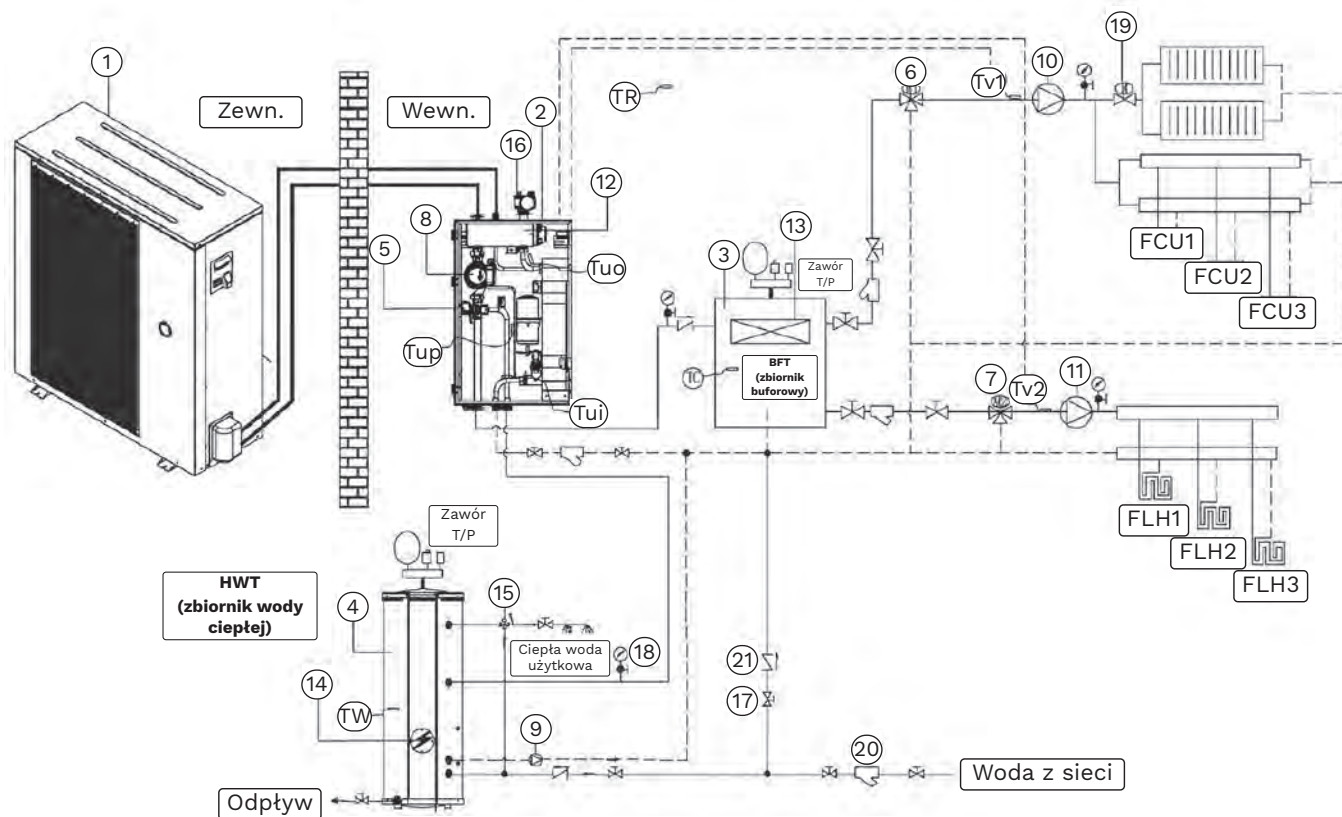 1
Zewn.
Wewn.
2
16
12
8
5
Tuo
Tup
Tui
TR
6
Tv1
10
19
3
13
Zawór
T/P
BFT
(zbiornik
buforowy)
TC
FCU1
FCU2
FCU3
7
Tv2
11
FLH1
FLH2
FLH3
Zawór
T/P
HWT
(zbiornik wody
ciepłej)
4
15
Ciepła woda
użytkowa
18
14
TW
9
21
17
20
Woda z sieci
Odpływ